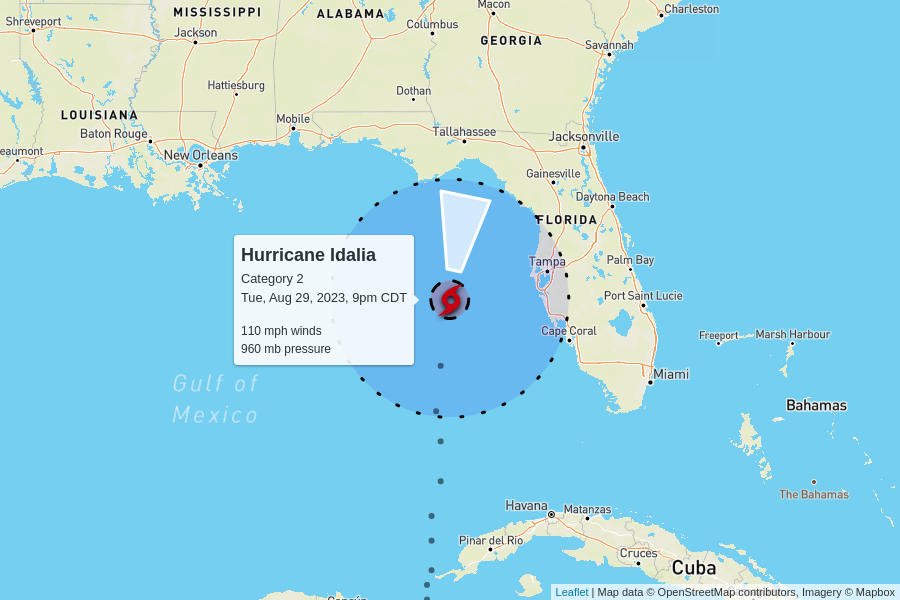 MISSISSIPPI
ALABAMA
Macon
Charleston
Shreveport
Columbus
Jackson
GEORGIA
Savannah
Hattiesburg
Dothan
LOUISIANA
Mobile
Baton Rouge
Tallahassee
Jacksonville
eaumont
New Orleans
Gainesville
Daytona Beach
FLORIDA
Hurricane Idalia
Category 2
Tue, Aug 29, 2023, 9pm CDT
110 mph winds
960 mb pressure
Tampa
Palm Bay
Port Saint Lucie
Cape Coral
Freeport
Marsh Harbour
Miami
Gulf of
Mexico
Bahamas
The Bahamas
Havana
Matanzas
Pinar del Rio
Cruces
Cuba
Cancún
Leaflet | Map data © OpenStreetMap contributors, Imagery © Mapbox